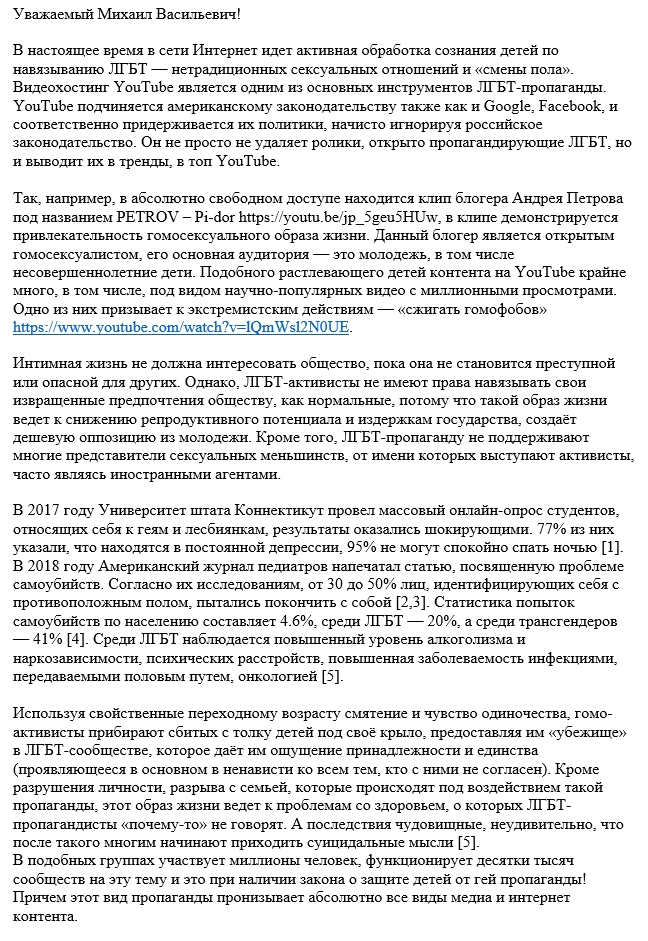 Уважаемый Михаил Васильевич!
В настоящее время в сети Интернет идет активная обработка сознания детей по
навязыванию ЛГБТ — нетрадиционных сексуальных отношений и «смены пола».
Видеохостинг YouTube является одним из основных инструментов ЛГБТ-пропаганды.
YouTube подчиняется американскому законодательству также как и Google, Facebook, и
соответственно придерживается их политики, начисто игнорируя российское
законодательство. Он не просто не удаляет ролики, открыто пропагандирующие ЛГБТ, но
и выводит их в тренды, в топ YouTube.
Так, например, в абсолютно свободном доступе находится клип блогера Андрея Петрова
под названием PETROV – Pi-dor https://youtu.be/jp_5geu5HUw, в клипе демонстрируется
привлекательность гомосексуального образа жизни. Данный блогер является открытым
гомосексуалистом, его основная аудитория — это молодежь, в том числе
несовершеннолетние дети. Подобного растлевающего детей контента на YouTube крайне
много, в том числе, под видом научно-популярных видео с миллионными просмотрами.
Одно из них призывает к экстремистским действиям — «сжигать гомофобов»
https://www.youtube.com/watch?v=lQmWsl2N0UE.
Интимная жизнь не должна интересовать общество, пока она не становится преступной
или опасной для других. Однако, ЛГБТ-активисты не имеют права навязывать свои
извращенные предпочтения обществу, как нормальные, потому что такой образ жизни
ведет к снижению репродуктивного потенциала и издержкам государства, создаёт
дешевую оппозицию из молодежи. Кроме того, ЛГБТ-пропаганду не поддерживают
многие представители сексуальных меньшинств, от имени которых выступают активисты,
часто являясь иностранными агентами.
В 2017 году Университет штата Коннектикут провел массовый онлайн-опрос студентов,
относящих себя к геям и лесбиянкам, результаты оказались шокирующими. 77% из них
указали, что находятся в постоянной депрессии, 95% не могут спокойно спать ночью [1].
В 2018 году Американский журнал педиатров напечатал статью, посвященную проблеме
самоубийств. Согласно их исследованиям, от 30 до 50% лиц, идентифицирующих себя с
противоположным полом, пытались покончить с собой [2,3]. Статистика попыток
самоубийств по населению составляет 4.6%, среди ЛГБТ — 20%, а среди трансгендеров
— 41% [4]. Среди ЛГБТ наблюдается повышенный уровень алкоголизма и
наркозависимости, психических расстройств, повышенная заболеваемость инфекциями,
передаваемыми половым путем, онкологией [5].
Используя свойственные переходному возрасту смятение и чувство одиночества, гомо-
активисты прибирают сбитых с толку детей под своё крыло, предоставляя им «убежище»
в ЛГБТ-сообществе, которое даёт им ощущение принадлежности и единства
(проявляющееся в основном в ненависти ко всем тем, кто с ними не согласен). Кроме
разрушения личности, разрыва с семьей, которые происходят под воздействием такой
пропаганды, этот образ жизни ведет к проблемам со здоровьем, о которых ЛГБТ-
пропагандисты «почему-то» не говорят. А последствия чудовищные, неудивительно, что
после такого многим начинают приходить суицидальные мысли [5].
В подобных группах участвует миллионы человек, функционирует десятки тысяч
сообществ на эту тему и это при наличии закона о защите детей от гей пропаганды!
Причем этот вид пропаганды пронизывает абсолютно все виды медиа и интернет
контента.